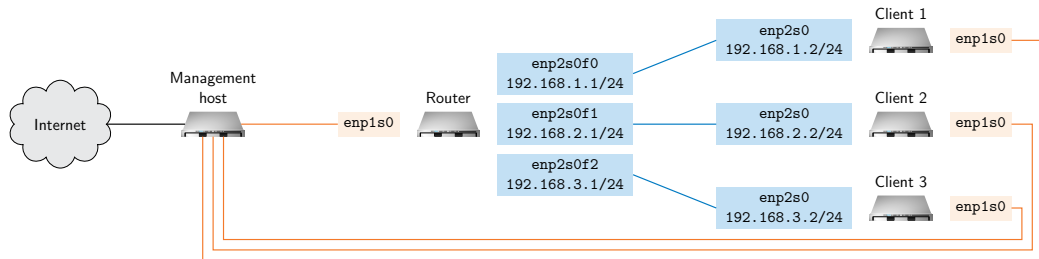 Internet
Management
host
enp1s0
Router
enp2s0f0
192.168.1.1/24
enp2s0f1
192.168.2.1/24
enp2s0f2
192.168.3.1/24
enp2s0
192.168.1.2/24
Client 1
enp1s0
enp2s0
192.168.2.2/24
Client 2
enp1s0
enp2s0
192.168.3.2/24
Client 3
enp1s0